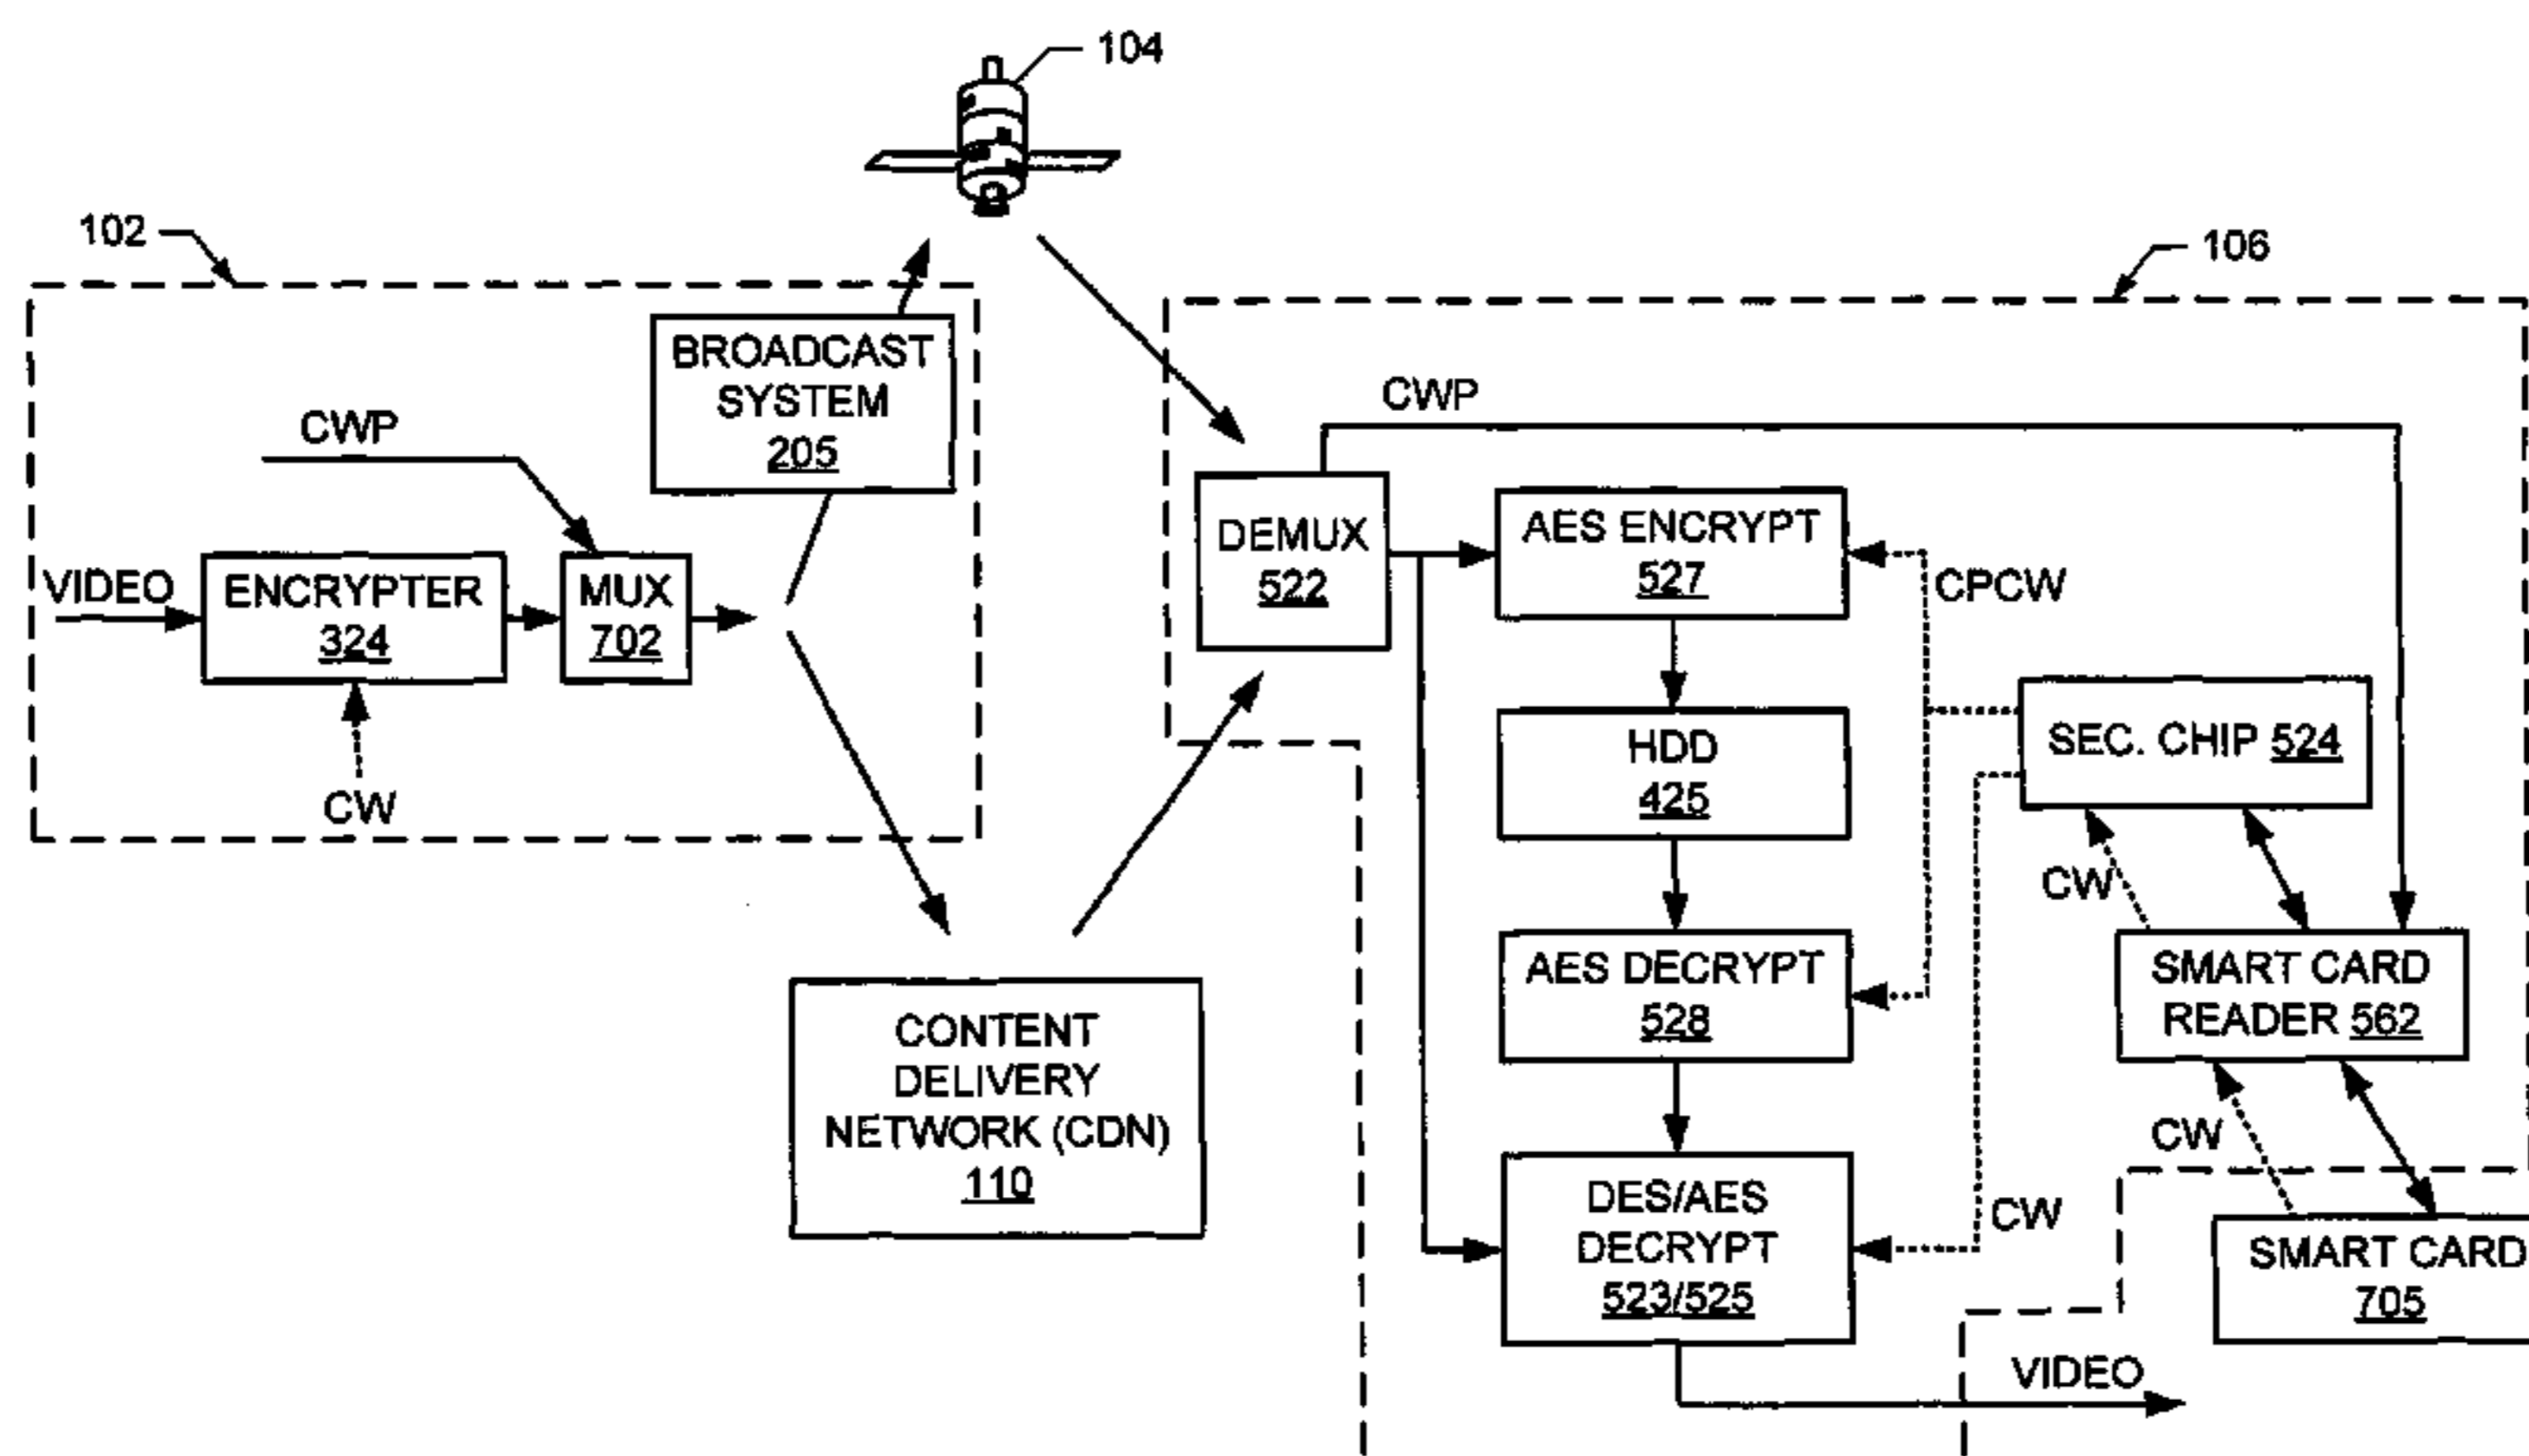 104
102
106
BROADCAST
SYSTEM
205
CWP
VIDEO
ENCRYPTER
324
MUX
702
CW
CONTENT
DELIVERY
NETWORK (CDN)
110
CWP
DEMUX
522
AES ENCRYPT
527
CPCW
HDD
425
SEC. CHIP 524
CW
AES DECRYPT
528
SMART CARD
READER 562
CW
DES/AES
DECRYPT
523/525
CW
SMART CARD
705
VIDEO